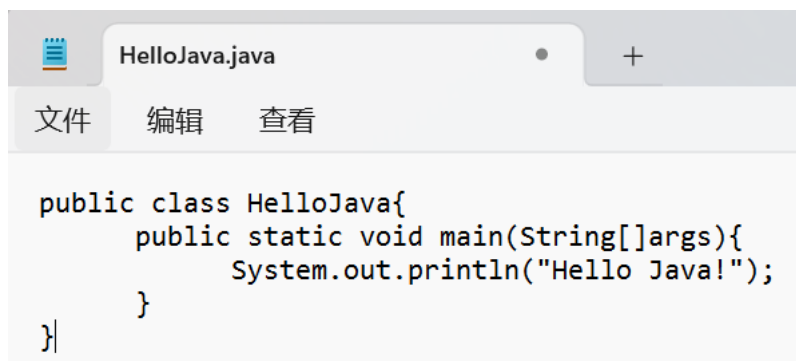 HelloJava.java
文件 编辑 查看
public class HelloJava{
      public static void main(String[]args){
            System.out.println("Hello Java!");
      }
}